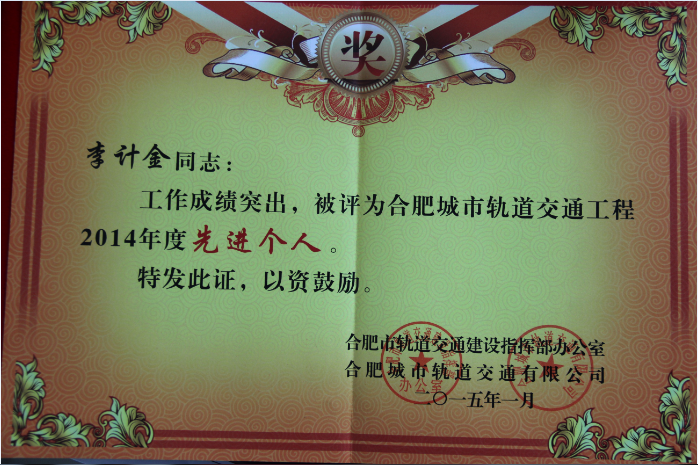 奖
李计金同志：
工作成绩突出，被评为合肥城市轨道交通工程
2014年度先进个人。
特发此证，以资鼓励。
合肥市轨道交通建设指挥部办公室
合肥城市轨道交通有限公司
二〇一五年一月
办公室